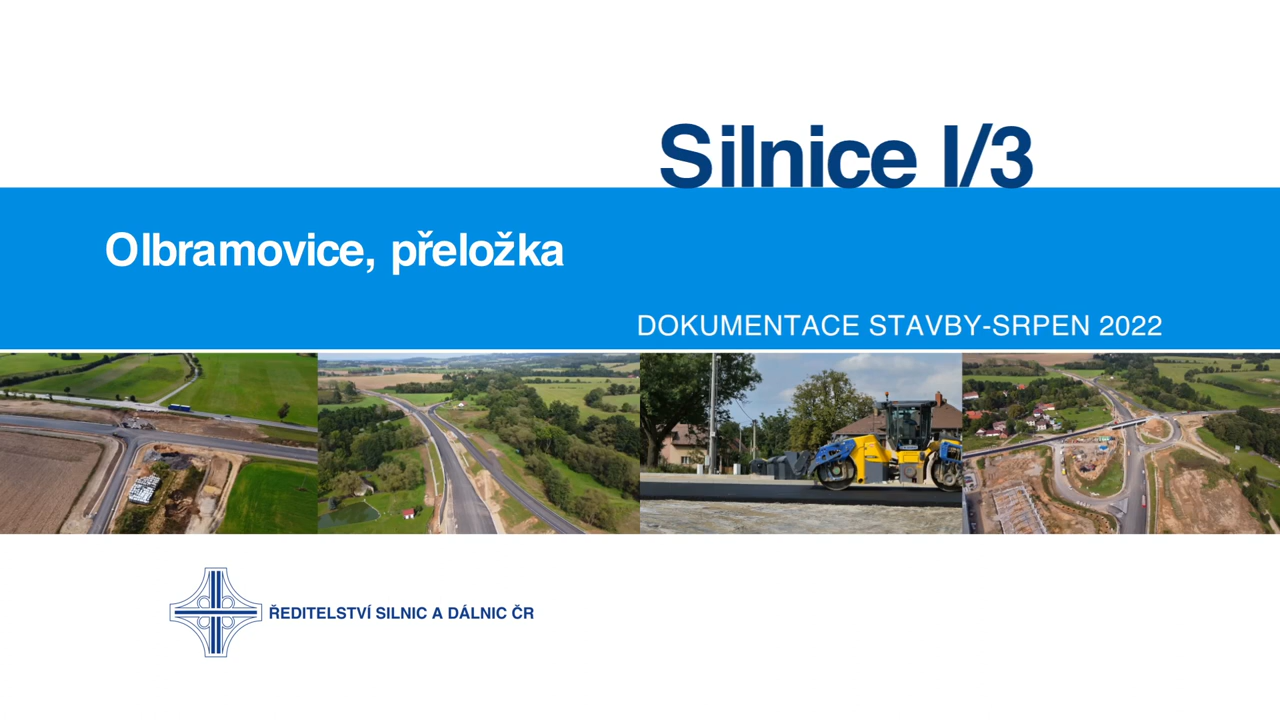 Silnice I/3
Olbramovice, přeložka
DOKUMENTACE STAVBY-SRPEN 2022
ŘEDITELSTVÍ SILNIC A DÁLNIC ČR